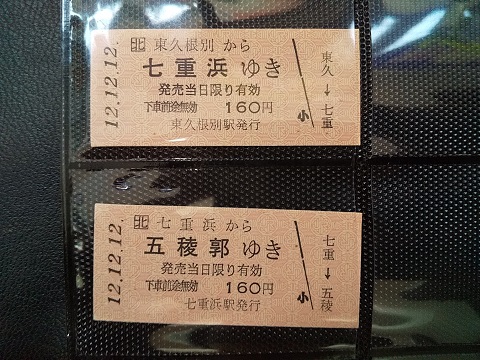 12.12.12.
北 東久根別 から
七重浜 ゆき
発売当日限り有効
下車前途無効 160円
東久根別駅発行
小
東久→七重
12.12.12.
北 七重浜 から
五稜郭 ゆき
発売当日限り有効
下車前途無効 160円
七重浜駅発行
小
七重→五稜